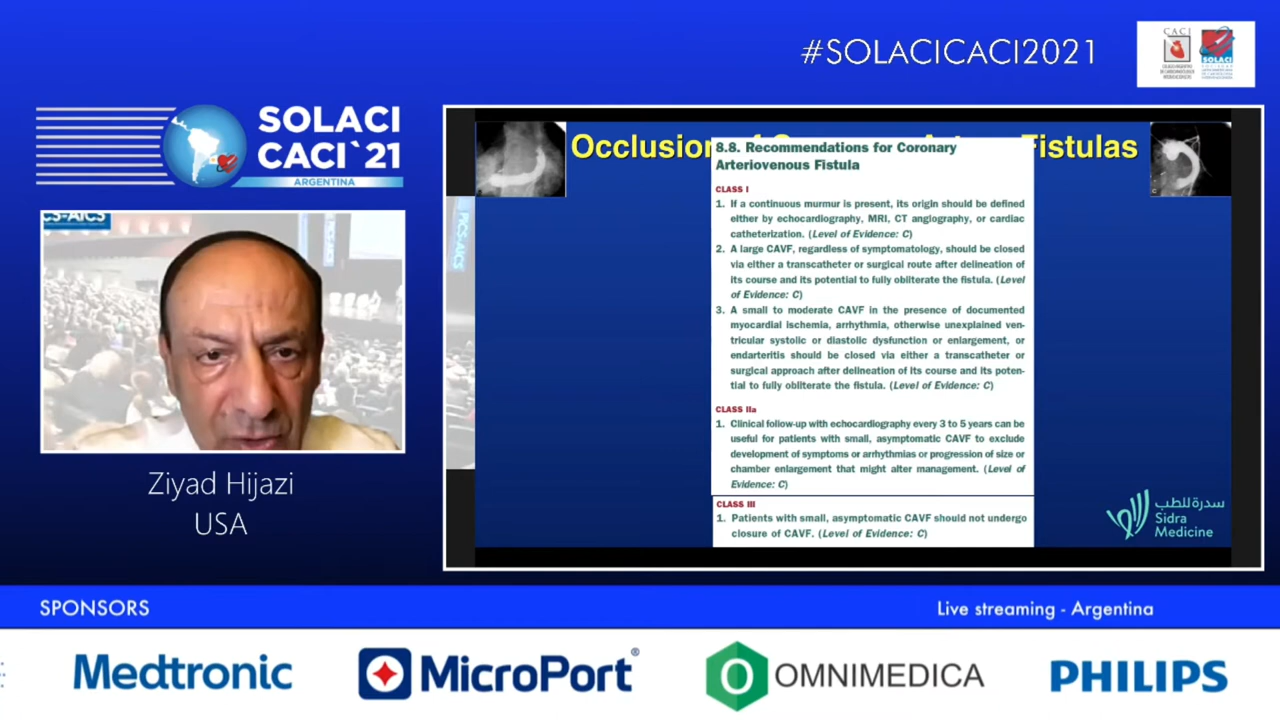 #SOLACICACI2021
CACI
SOLACI
SOLACI
CACI`21
ARGENTINA
Ziyad Hijazi
USA
Occlusion
Fistulas
8.8. Recommendations for Coronary
Arteriovenous Fistula
CLASS I
1. If a continuous murmur is present, its origin should be defined
either by echocardiography, MRI, CT angiography, or cardiac
catheterization. (Level of Evidence: C)
2. A large CAVF, regardless of symptomatology, should be closed
via either a transcatheter or surgical route after delineation of
its course and its potential to fully obliterate the fistula. (Level
of Evidence: C)
3. A small to moderate CAVF in the presence of documented
myocardial ischemia, arrhythmia, otherwise unexplained ven-
tricular systolic or diastolic dysfunction or enlargement, or
endarteritis should be closed via either a transcatheter or
surgical approach after delineation of its course and its poten-
tial to fully obliterate the fistula. (Level of Evidence: C)
CLASS IIa
1. Clinical follow-up with echocardiography every 3 to 5 years can be
useful for patients with small, asymptomatic CAVF to exclude
development of symptoms or arrhythmias or progression of size or
chamber enlargement that might alter management. (Level of
Evidence: C)
CLASS III
1. Patients with small, asymptomatic CAVF should not undergo
closure of CAVF. (Level of Evidence: C)
سدرة للطب
Sidra
Medicine
SPONSORS
Live streaming - Argentina
Medtronic
MicroPort®
OMNIMEDICA
PHILIPS